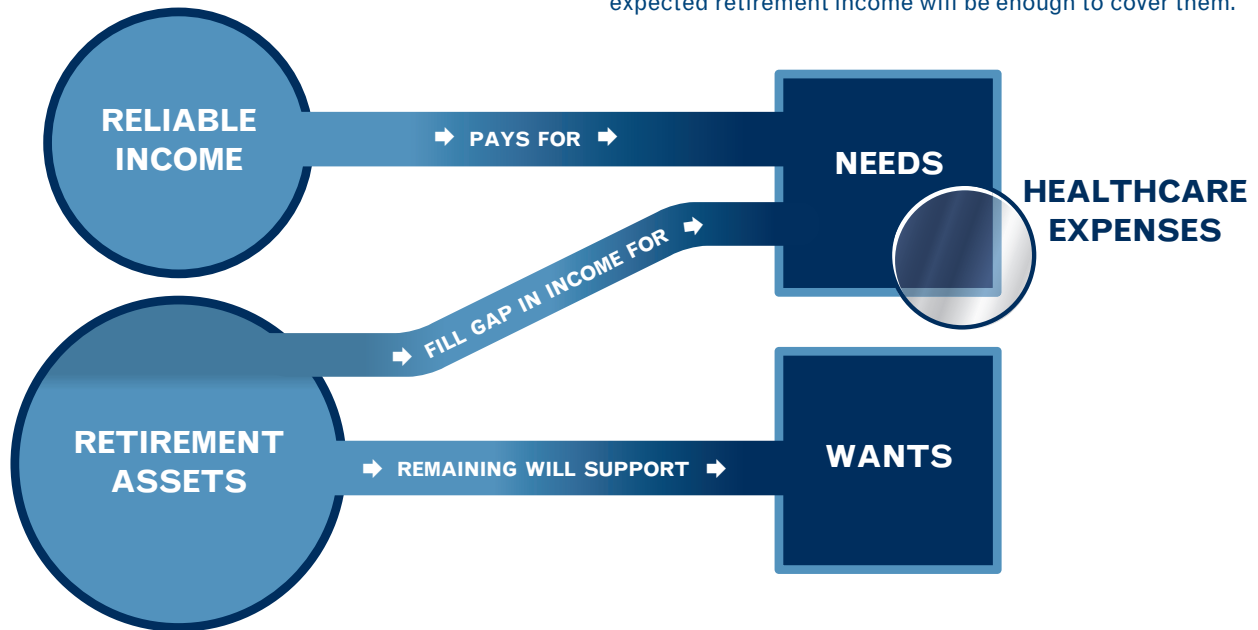 expected retirement income will be enough to cover them.
RELIABLE
INCOME
PAYS FOR
NEEDS
HEALTHCARE
EXPENSES
FILL GAP IN INCOME FOR
RETIREMENT
ASSETS
REMAINING WILL SUPPORT
WANTS